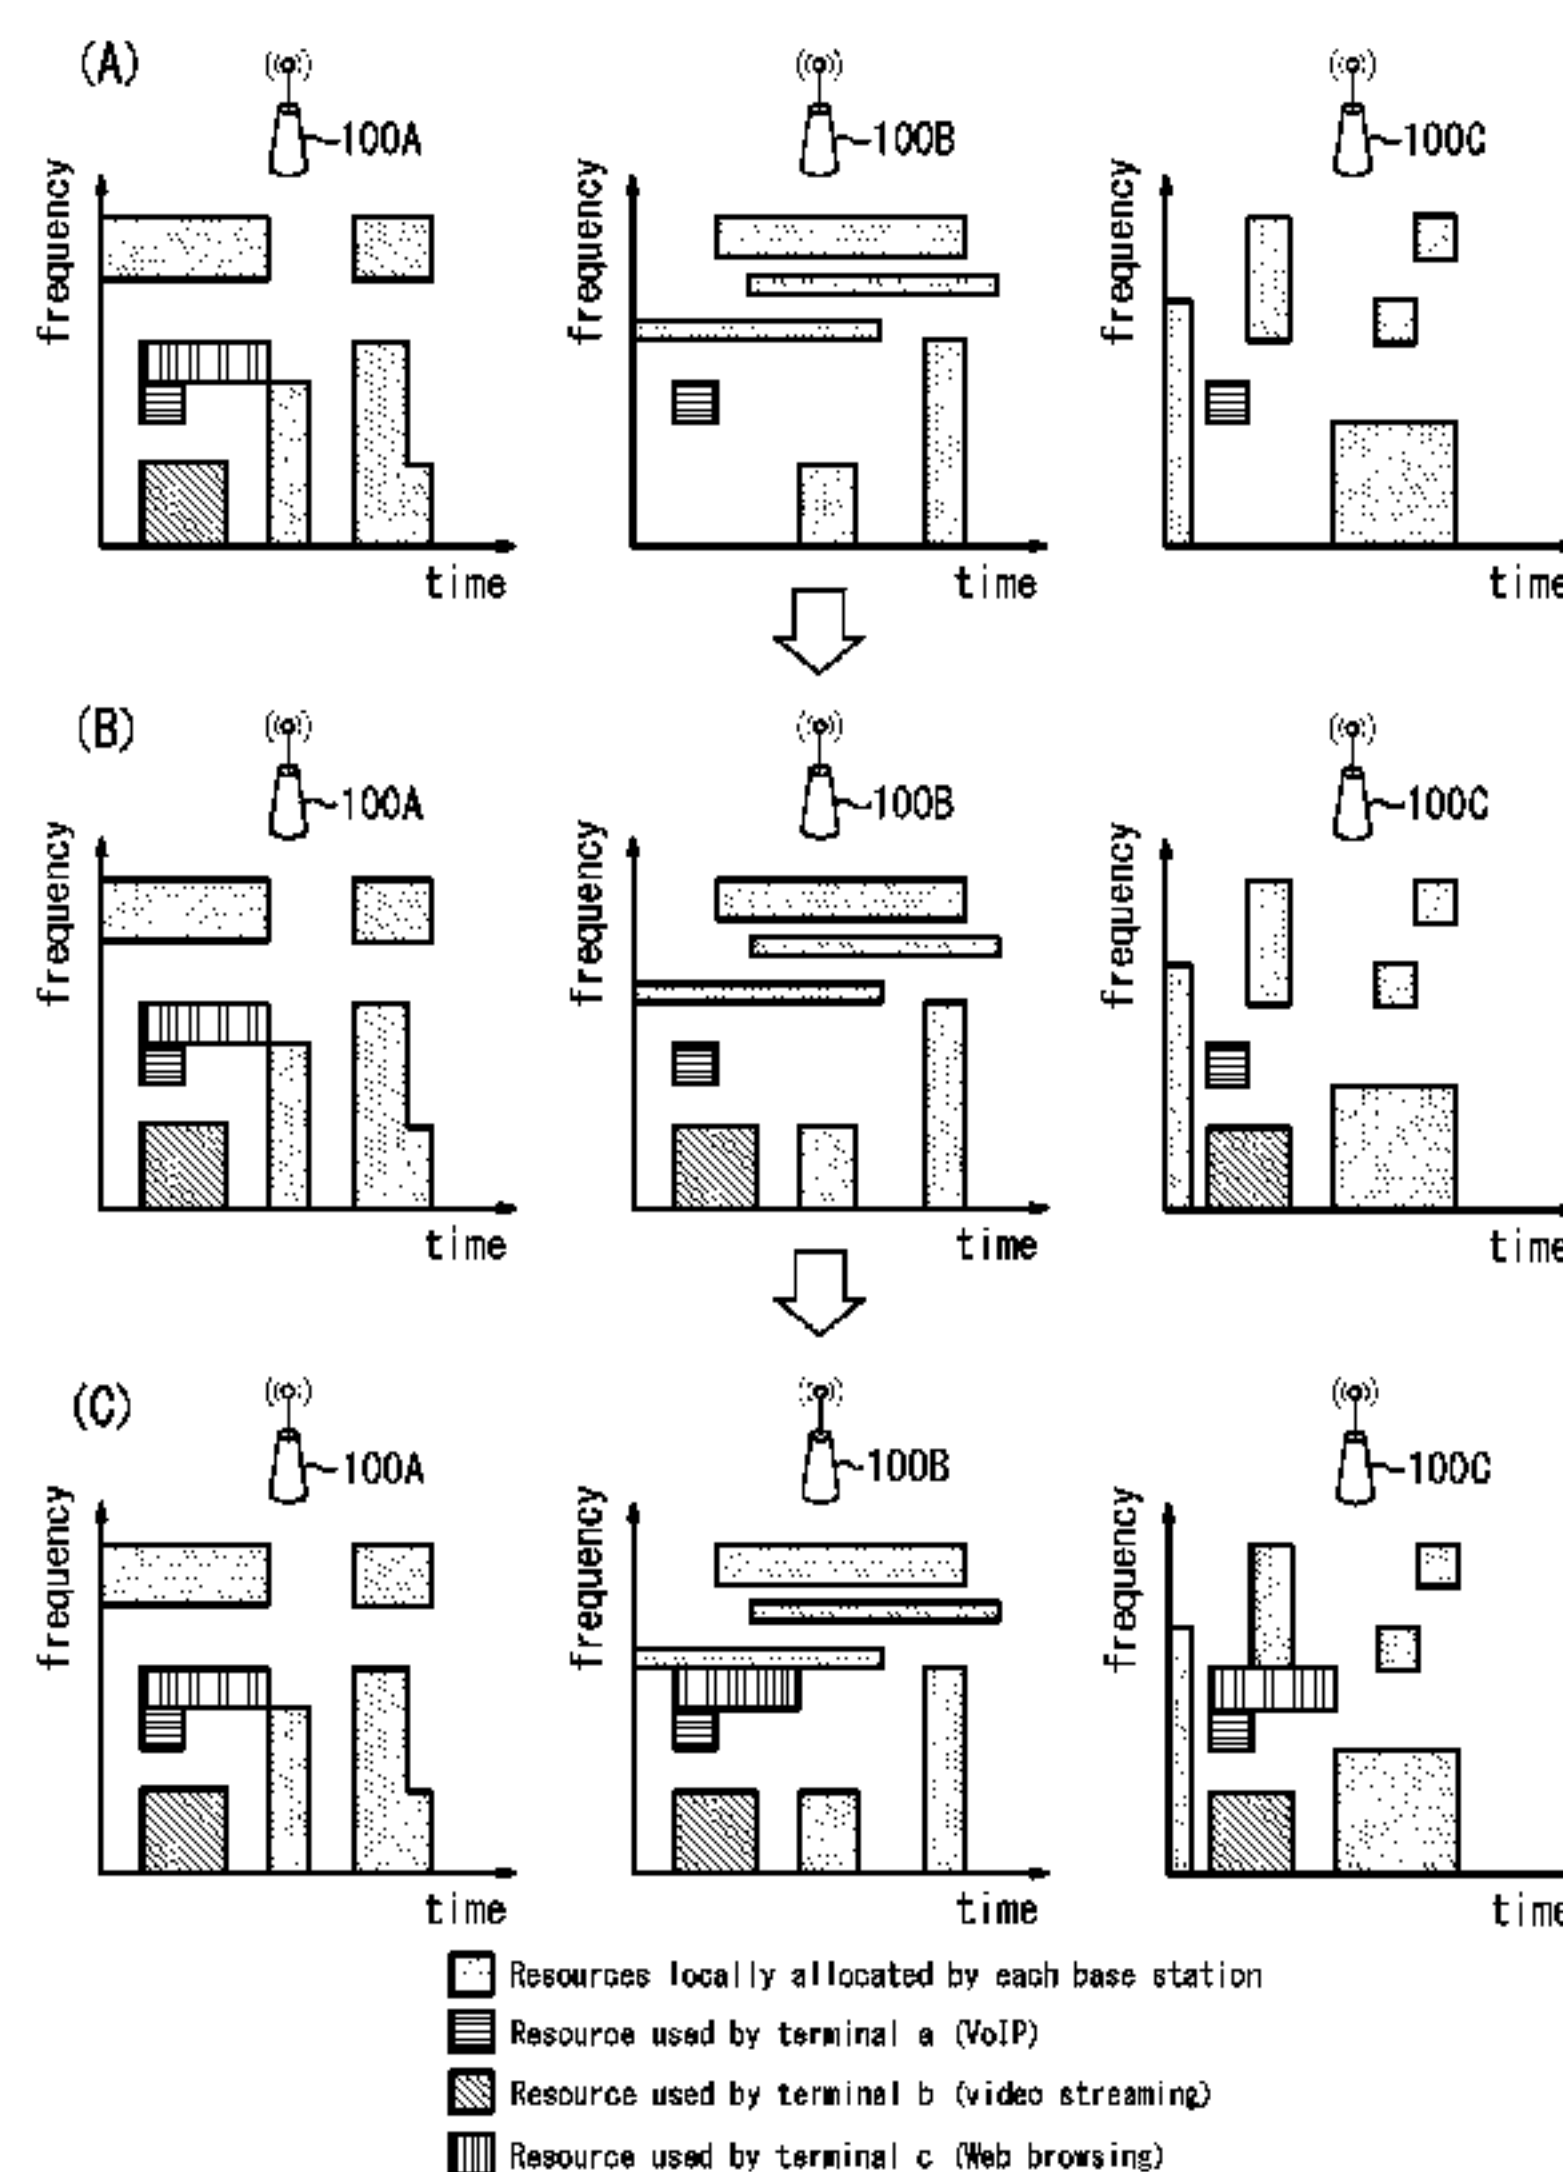 (A)
100A
100B
100C
frequency
frequency
frequency
time
time
time
(B)
100A
100B
100C
frequency
frequency
frequency
time
time
time
(C)
100A
100B
100C
frequency
frequency
frequency
time
time
time
Resources locally allocated by each base station
Resource used by terminal a (VoIP)
Resource used by terminal b (video streaming)
Resource used by terminal c (Web browsing)